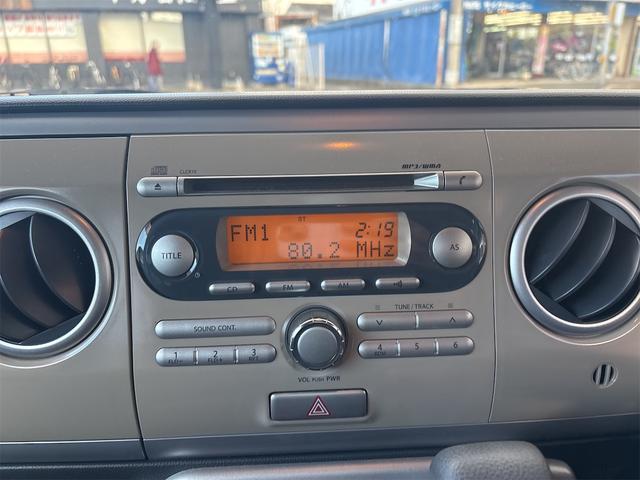 MP3/WMA
ST
FM1 2:19
80.2 MHz
TITLE
AS
CD FM AM
SOUND CONT.
TUNE/TRACK
1 2 3
4 5 6
VOL PUSH PWR